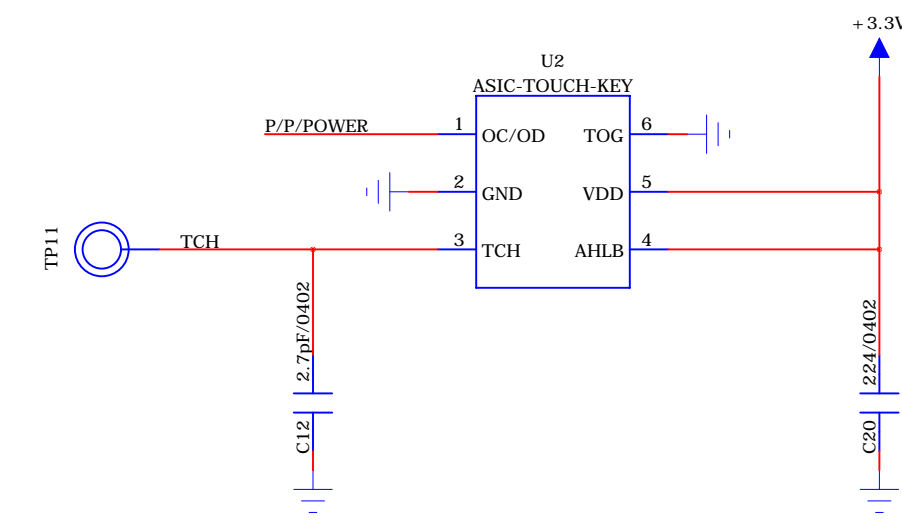 +3.3V
U2
ASIC-TOUCH-KEY
P/P/POWER
1
OC/OD
TOG
6
2
GND
VDD
5
TP11
TCH
3
TCH
AHLB
4
2.7pF/0402
224/0402
C12
C20